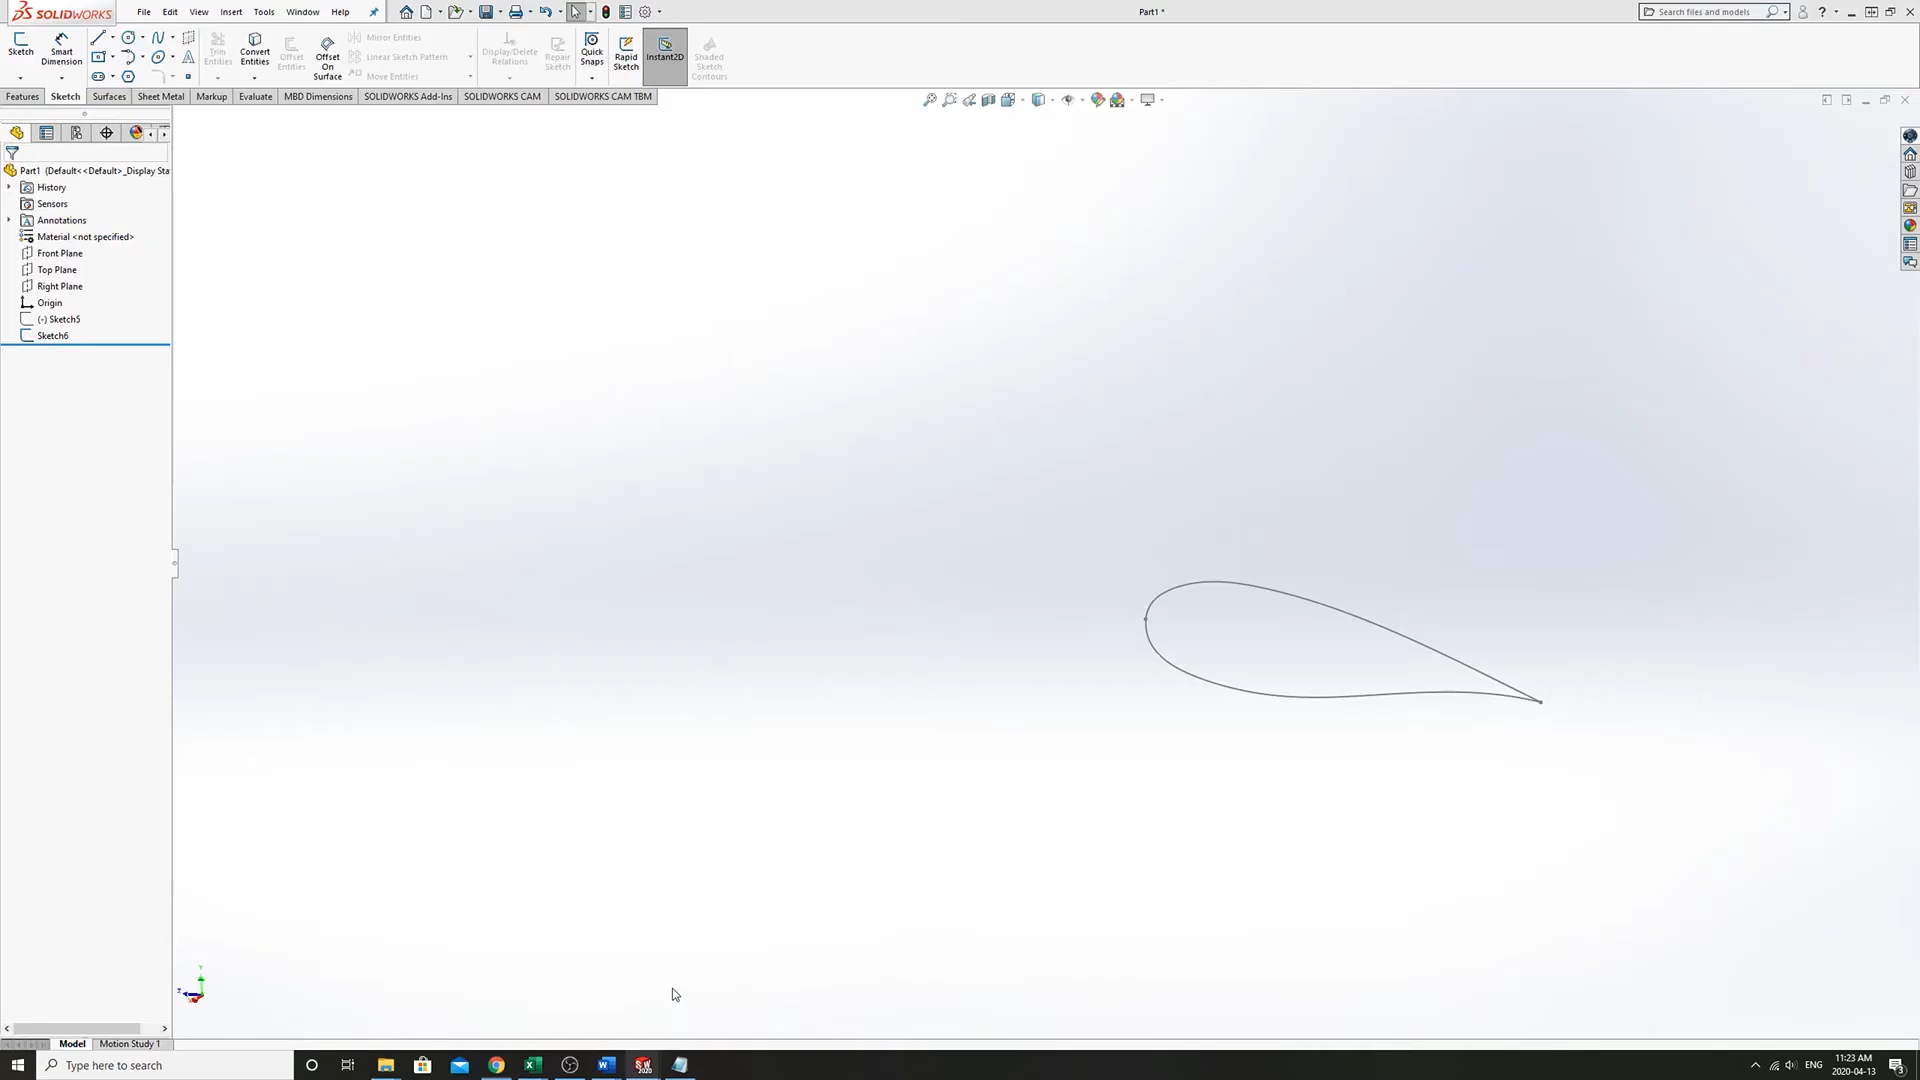 SOLIDWORKS File Edit View Insert Tools Window Help Part1 * Search files and models ?
Sketch Smart Dimension Trim Entities Convert Entities Offset Entities Offset On Surface Mirror Entities Linear Sketch Pattern Move Entities Display/Delete Relations Repair Sketch Quick Snaps Rapid Sketch Instant2D Shaded Sketch Contours
Features Sketch Surfaces Sheet Metal Markup Evaluate MBD Dimensions SOLIDWORKS Add-Ins SOLIDWORKS CAM SOLIDWORKS CAM TBM
Part1 (Default<<Default>_Display Sta
History
Sensors
Annotations
Material <not specified>
Front Plane
Top Plane
Right Plane
Origin
(-) Sketch5
Sketch6
Y
Z
Model Motion Study 1
Type here to search ENG 11:23 AM
2020-04-13